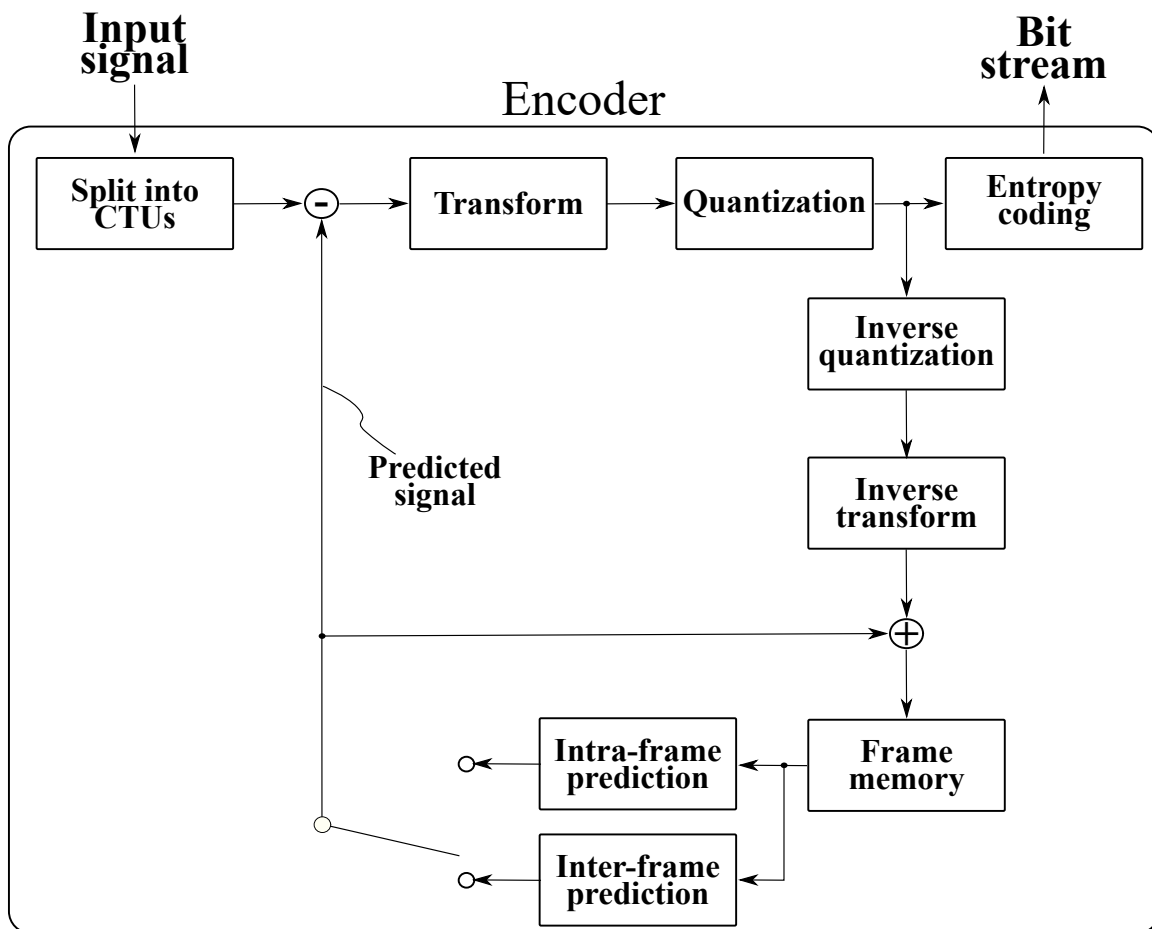 Input
signal
Bit
stream
Encoder
Split into
CTUs
-
Transform
Quantization
Entropy
coding
Inverse
quantization
Predicted
signal
Inverse
transform
+
Intra-frame
prediction
Frame
memory
Inter-frame
prediction